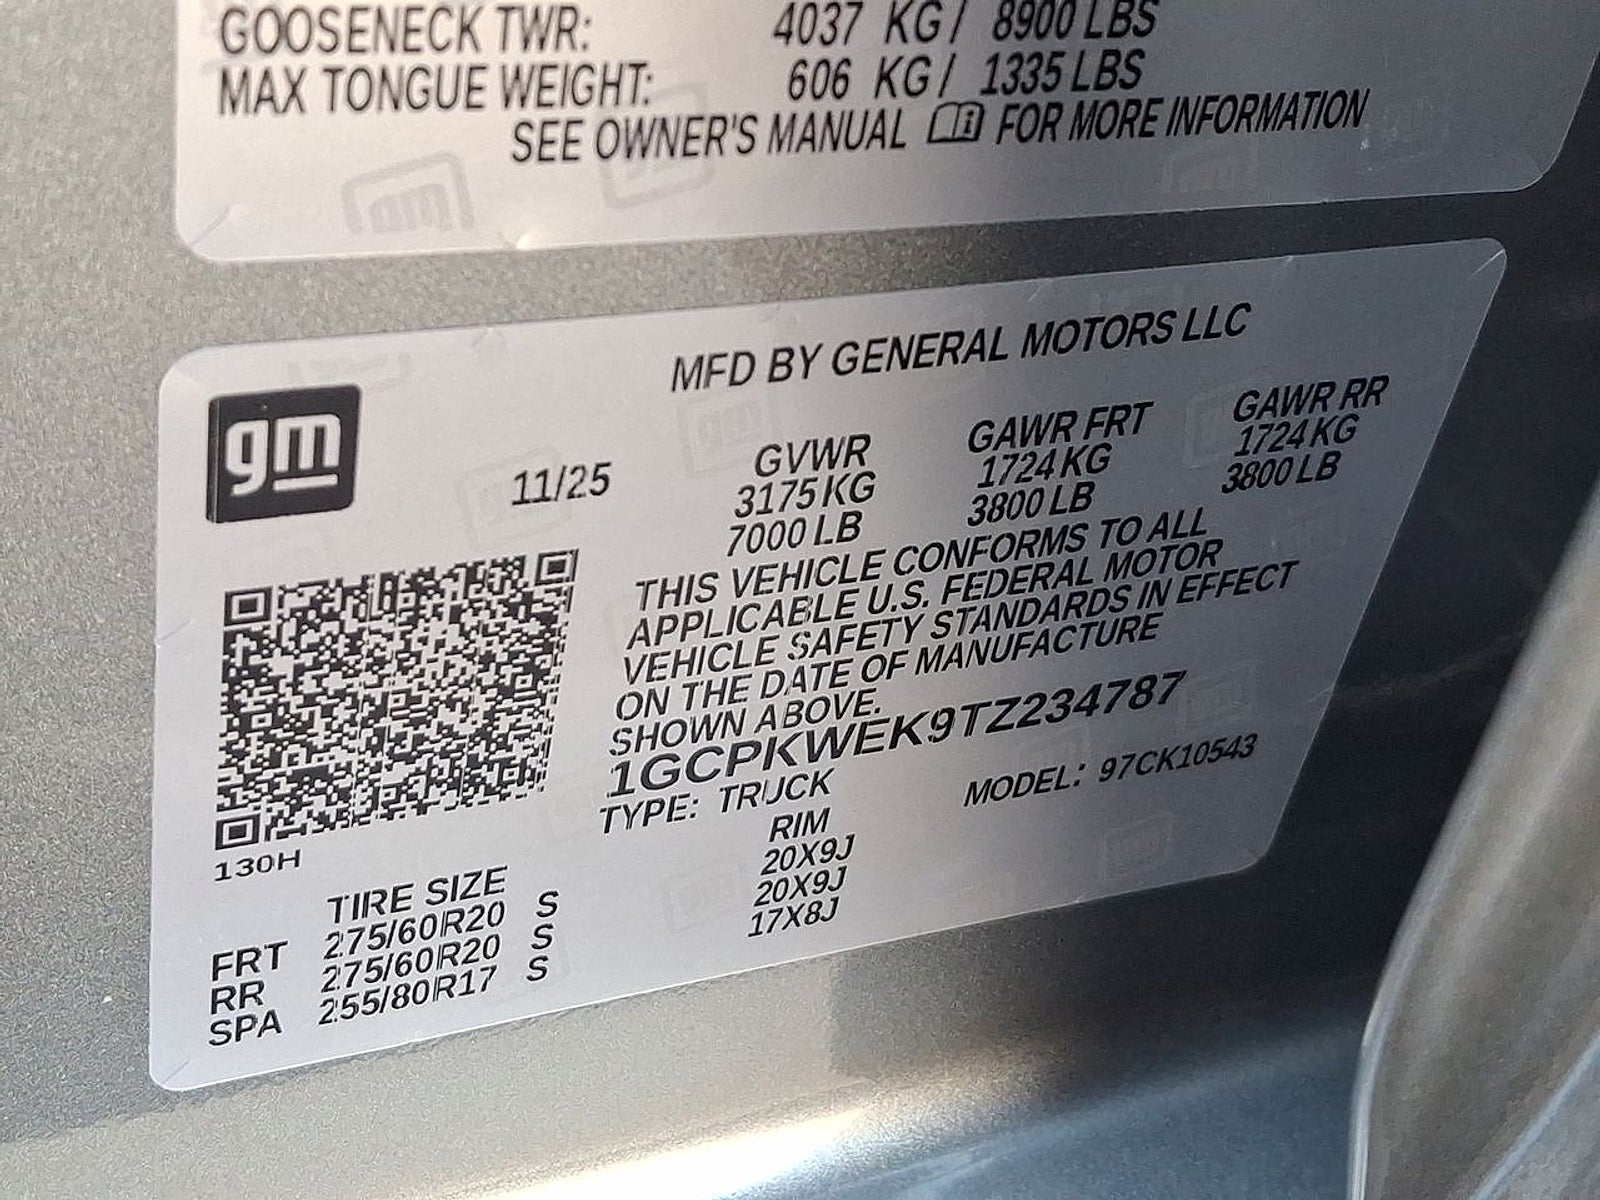 GOOSENECK TWR: 4037 KG/ 8900 LBS
MAX TONGUE WEIGHT: 606 KG/ 1335 LBS
SEE OWNER'S MANUAL FOR MORE INFORMATION
gm
MFD BY GENERAL MOTORS LLC
11/25
GVWR GAWR FRT GAWR RR
3175 KG 1724 KG 1724 KG
7000 LB 3800 LB 3800 LB
THIS VEHICLE CONFORMS TO ALL
APPLICABLE U.S. FEDERAL MOTOR
VEHICLE SAFETY STANDARDS IN EFFECT
ON THE DATE OF MANUFACTURE
SHOWN ABOVE.
1GCPKWEK9TZ234787
TYPE: TRUCK MODEL: 97CK10543
130H
TIRE SIZE RIM
FRT 275/60R20 S 20X9J
RR 275/60R20 S 20X9J
SPA 255/80R17 S 17X8J